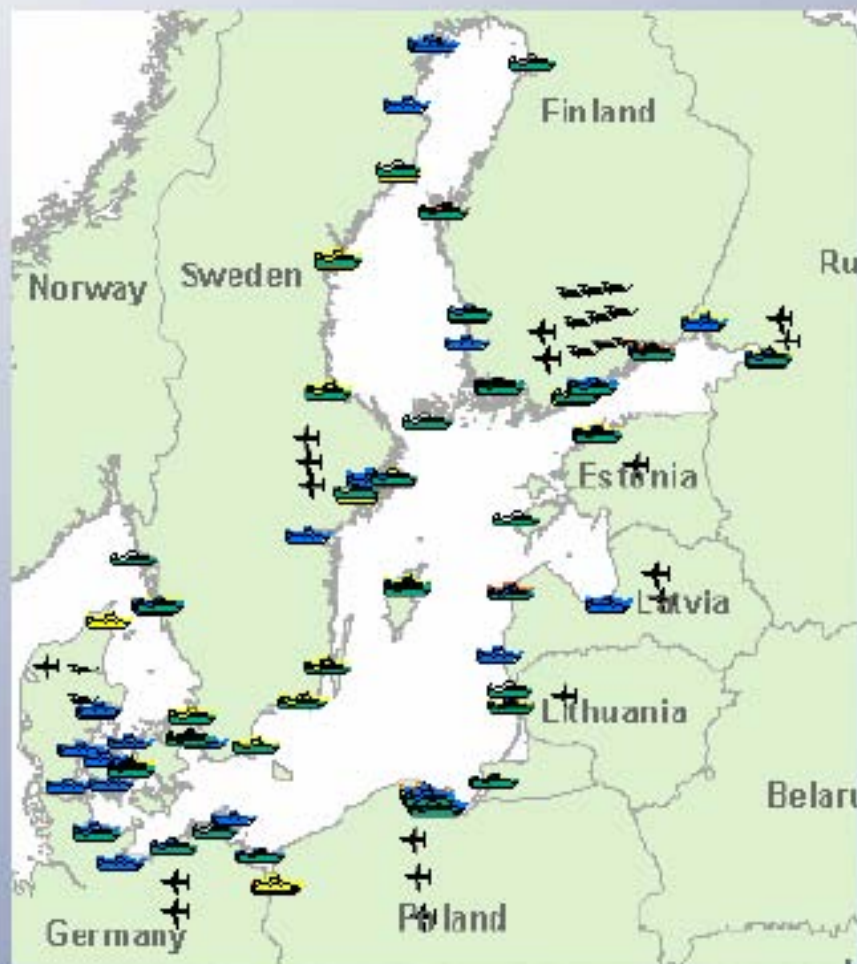 Finland
Norway
Sweden
Ru
Estonia
Latvia
Lithuania
Belaru
Poland
Germany